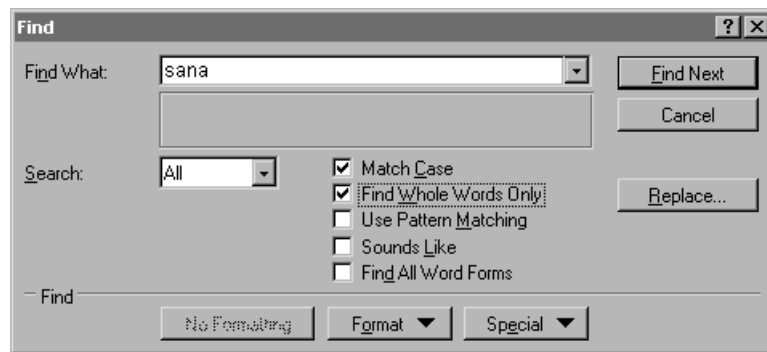 Find
Find What: sana Find Next
Cancel
Search: All Match Case
Find Whole Words Only Replace...
Use Pattern Matching
Sounds Like
Find All Word Forms
Find
No Formatting Format Special